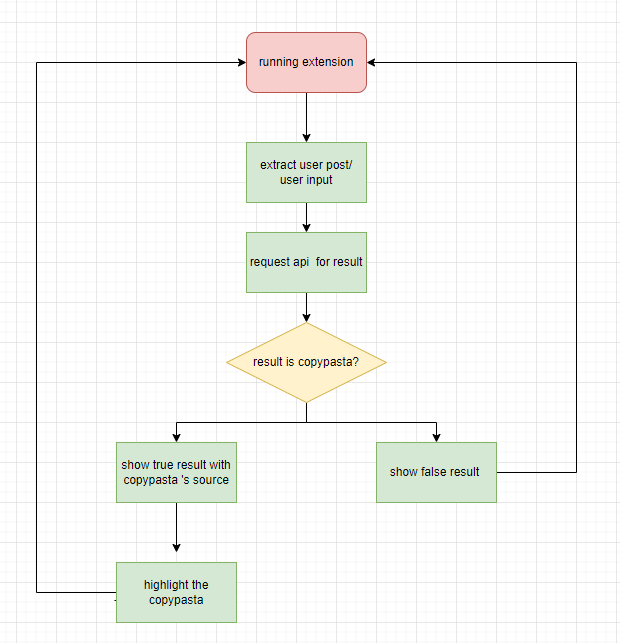 running extension
extract user post/
user input
request api  for result
result is copypasta?
show true result with
copypasta 's source
show false result
highlight the
copypasta